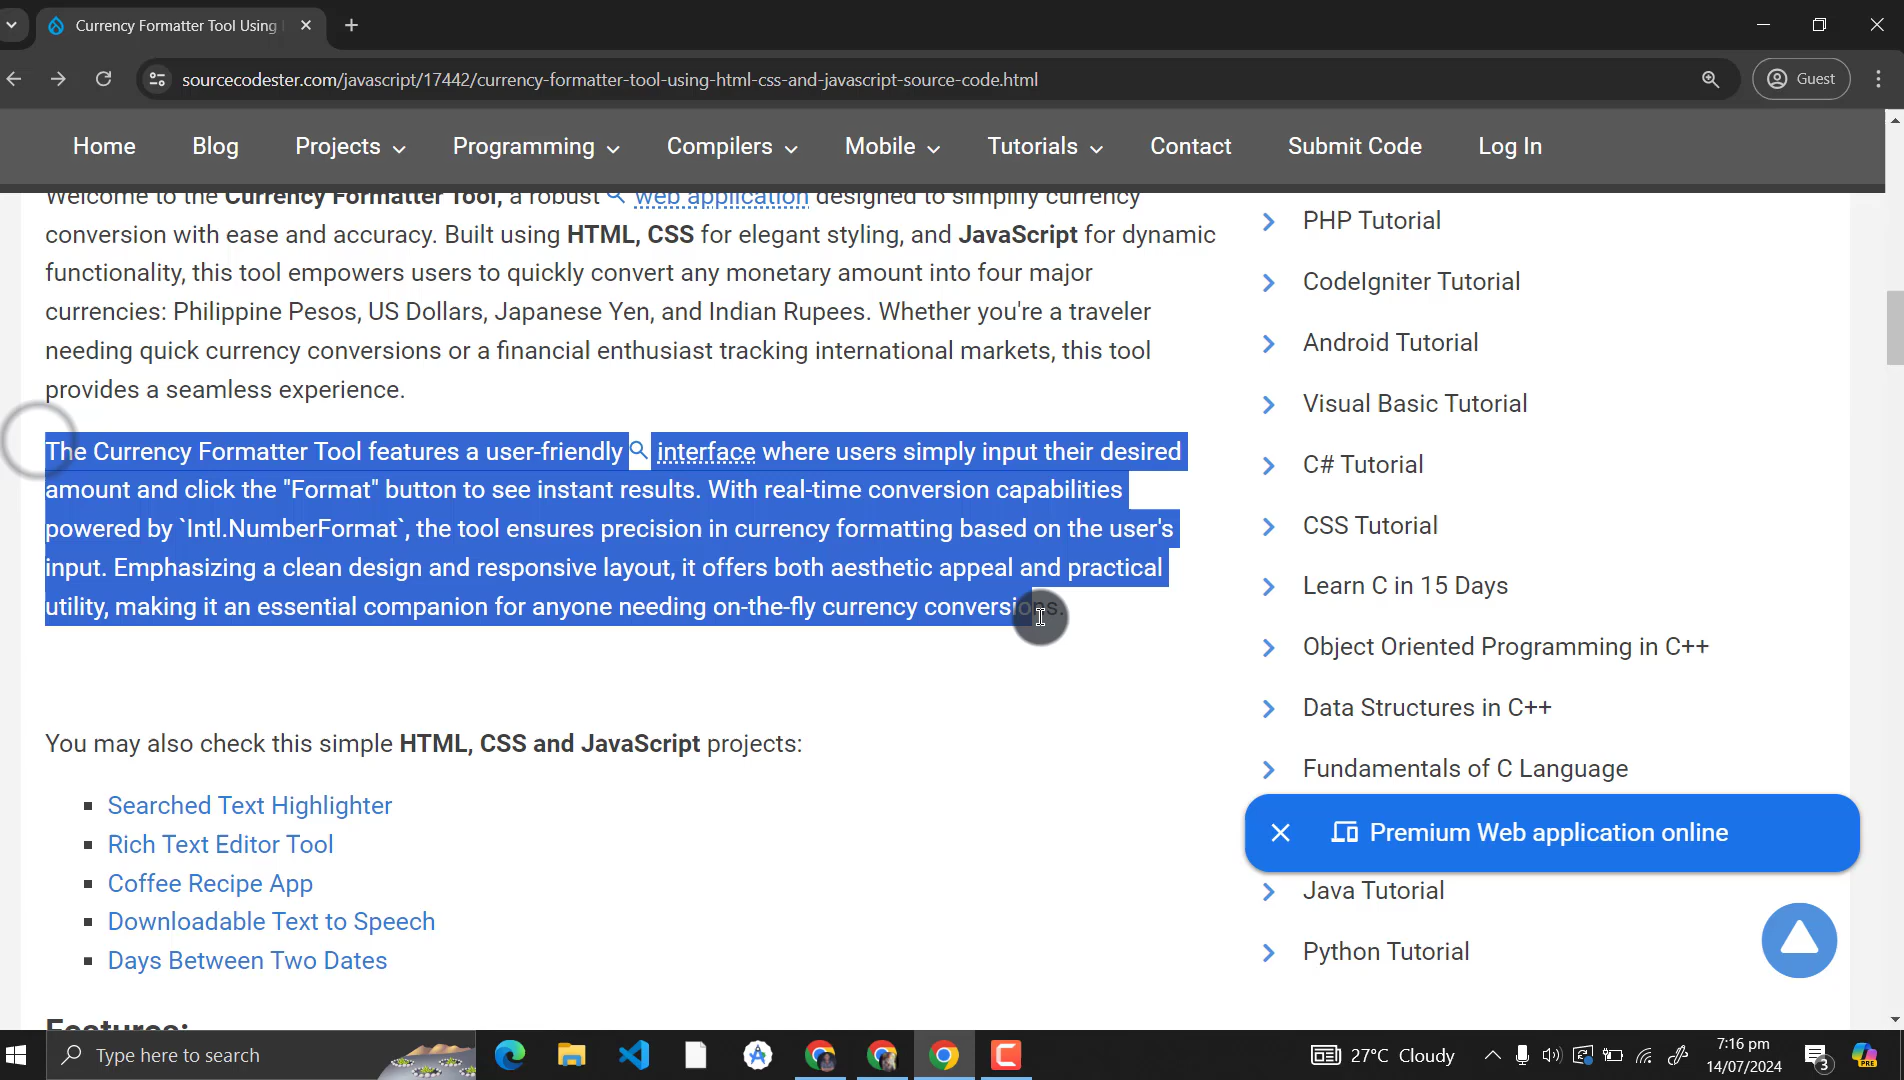 Currency Formatter Tool Using
sourcecodester.com/javascript/17442/currency-formatter-tool-using-html-css-and-javascript-source-code.html
Guest
Home Blog Projects Programming Compilers Mobile Tutorials Contact Submit Code Log In
Welcome to the Currency Formatter Tool, a robust web application designed to simplify currency
conversion with ease and accuracy. Built using HTML, CSS for elegant styling, and JavaScript for dynamic
functionality, this tool empowers users to quickly convert any monetary amount into four major
currencies: Philippine Pesos, US Dollars, Japanese Yen, and Indian Rupees. Whether you're a traveler
needing quick currency conversions or a financial enthusiast tracking international markets, this tool
provides a seamless experience.
The Currency Formatter Tool features a user-friendly interface where users simply input their desired
amount and click the "Format" button to see instant results. With real-time conversion capabilities
powered by `Intl.NumberFormat`, the tool ensures precision in currency formatting based on the user's
input. Emphasizing a clean design and responsive layout, it offers both aesthetic appeal and practical
utility, making it an essential companion for anyone needing on-the-fly currency conversions.
You may also check this simple HTML, CSS and JavaScript projects:
Searched Text Highlighter
Rich Text Editor Tool
Coffee Recipe App
Downloadable Text to Speech
Days Between Two Dates
Features:
PHP Tutorial
CodeIgniter Tutorial
Android Tutorial
Visual Basic Tutorial
C# Tutorial
CSS Tutorial
Learn C in 15 Days
Object Oriented Programming in C++
Data Structures in C++
Fundamentals of C Language
Premium Web application online
Java Tutorial
Python Tutorial
Type here to search
27°C Cloudy
7:16 pm
14/07/2024
3
PRE